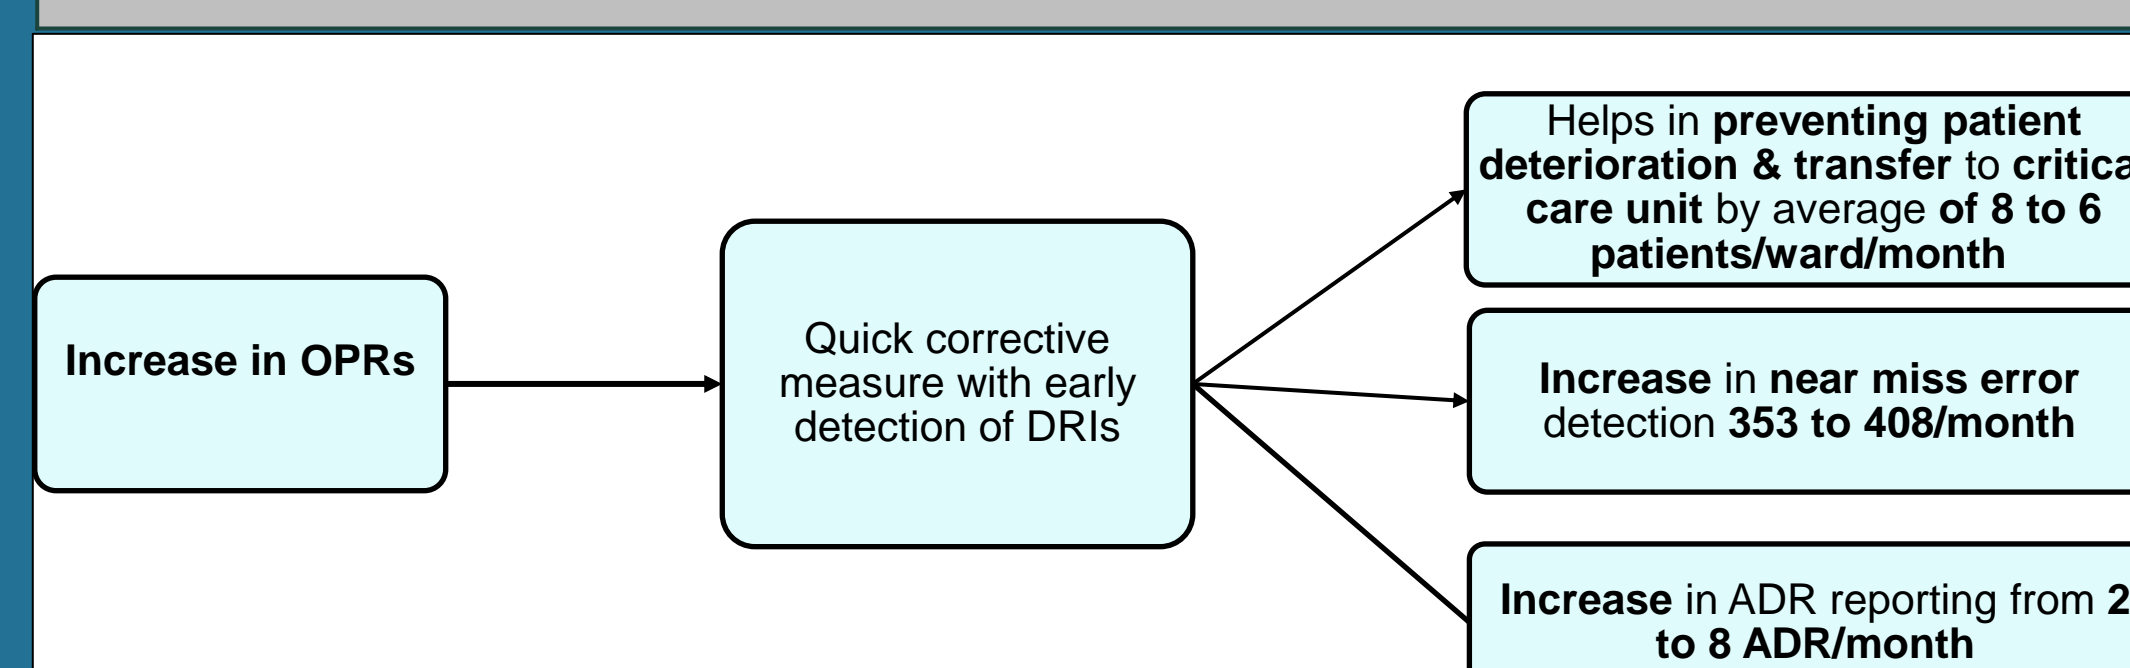 Helps in preventing patient
deterioration & transfer to critica
care unit by average of 8 to 6
patients/ward/month
Increase in OPRs
Quick corrective
measure with early
detection of DRIs
Increase in near miss error
detection 353 to 408/month
Increase in ADR reporting from 2
to 8 ADR/month